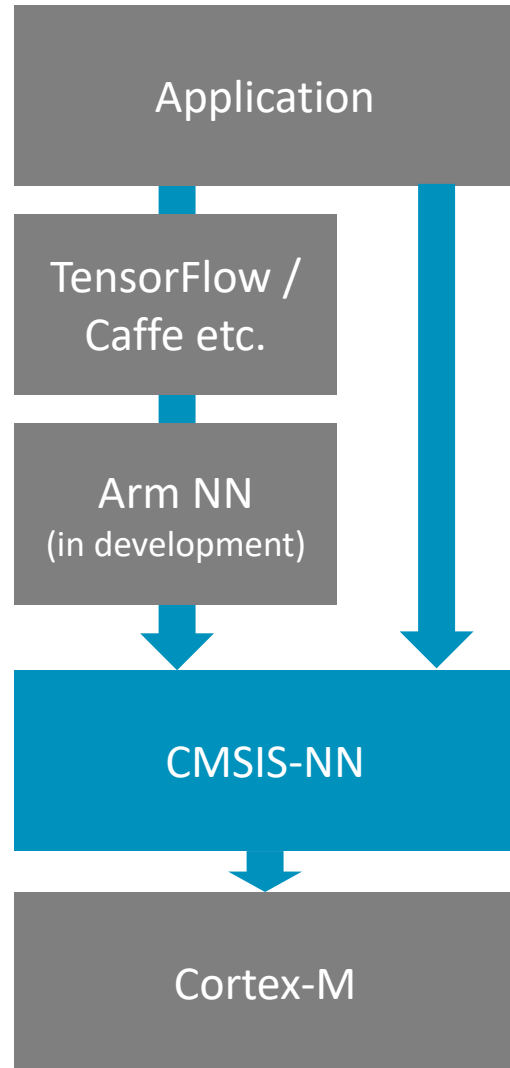 Application
TensorFlow /
Caffe etc.
Arm NN
(in development)
CMSIS-NN
Cortex-M